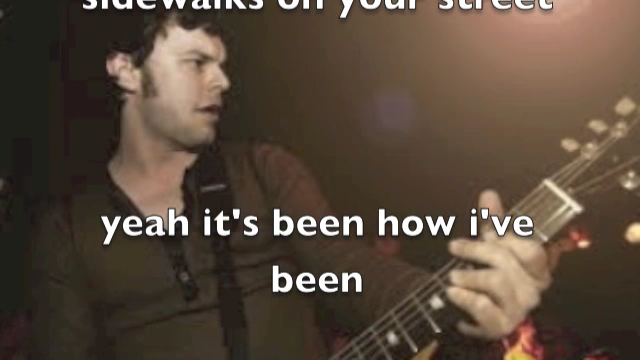 sidewalks on your street
yeah it's been how i've
been